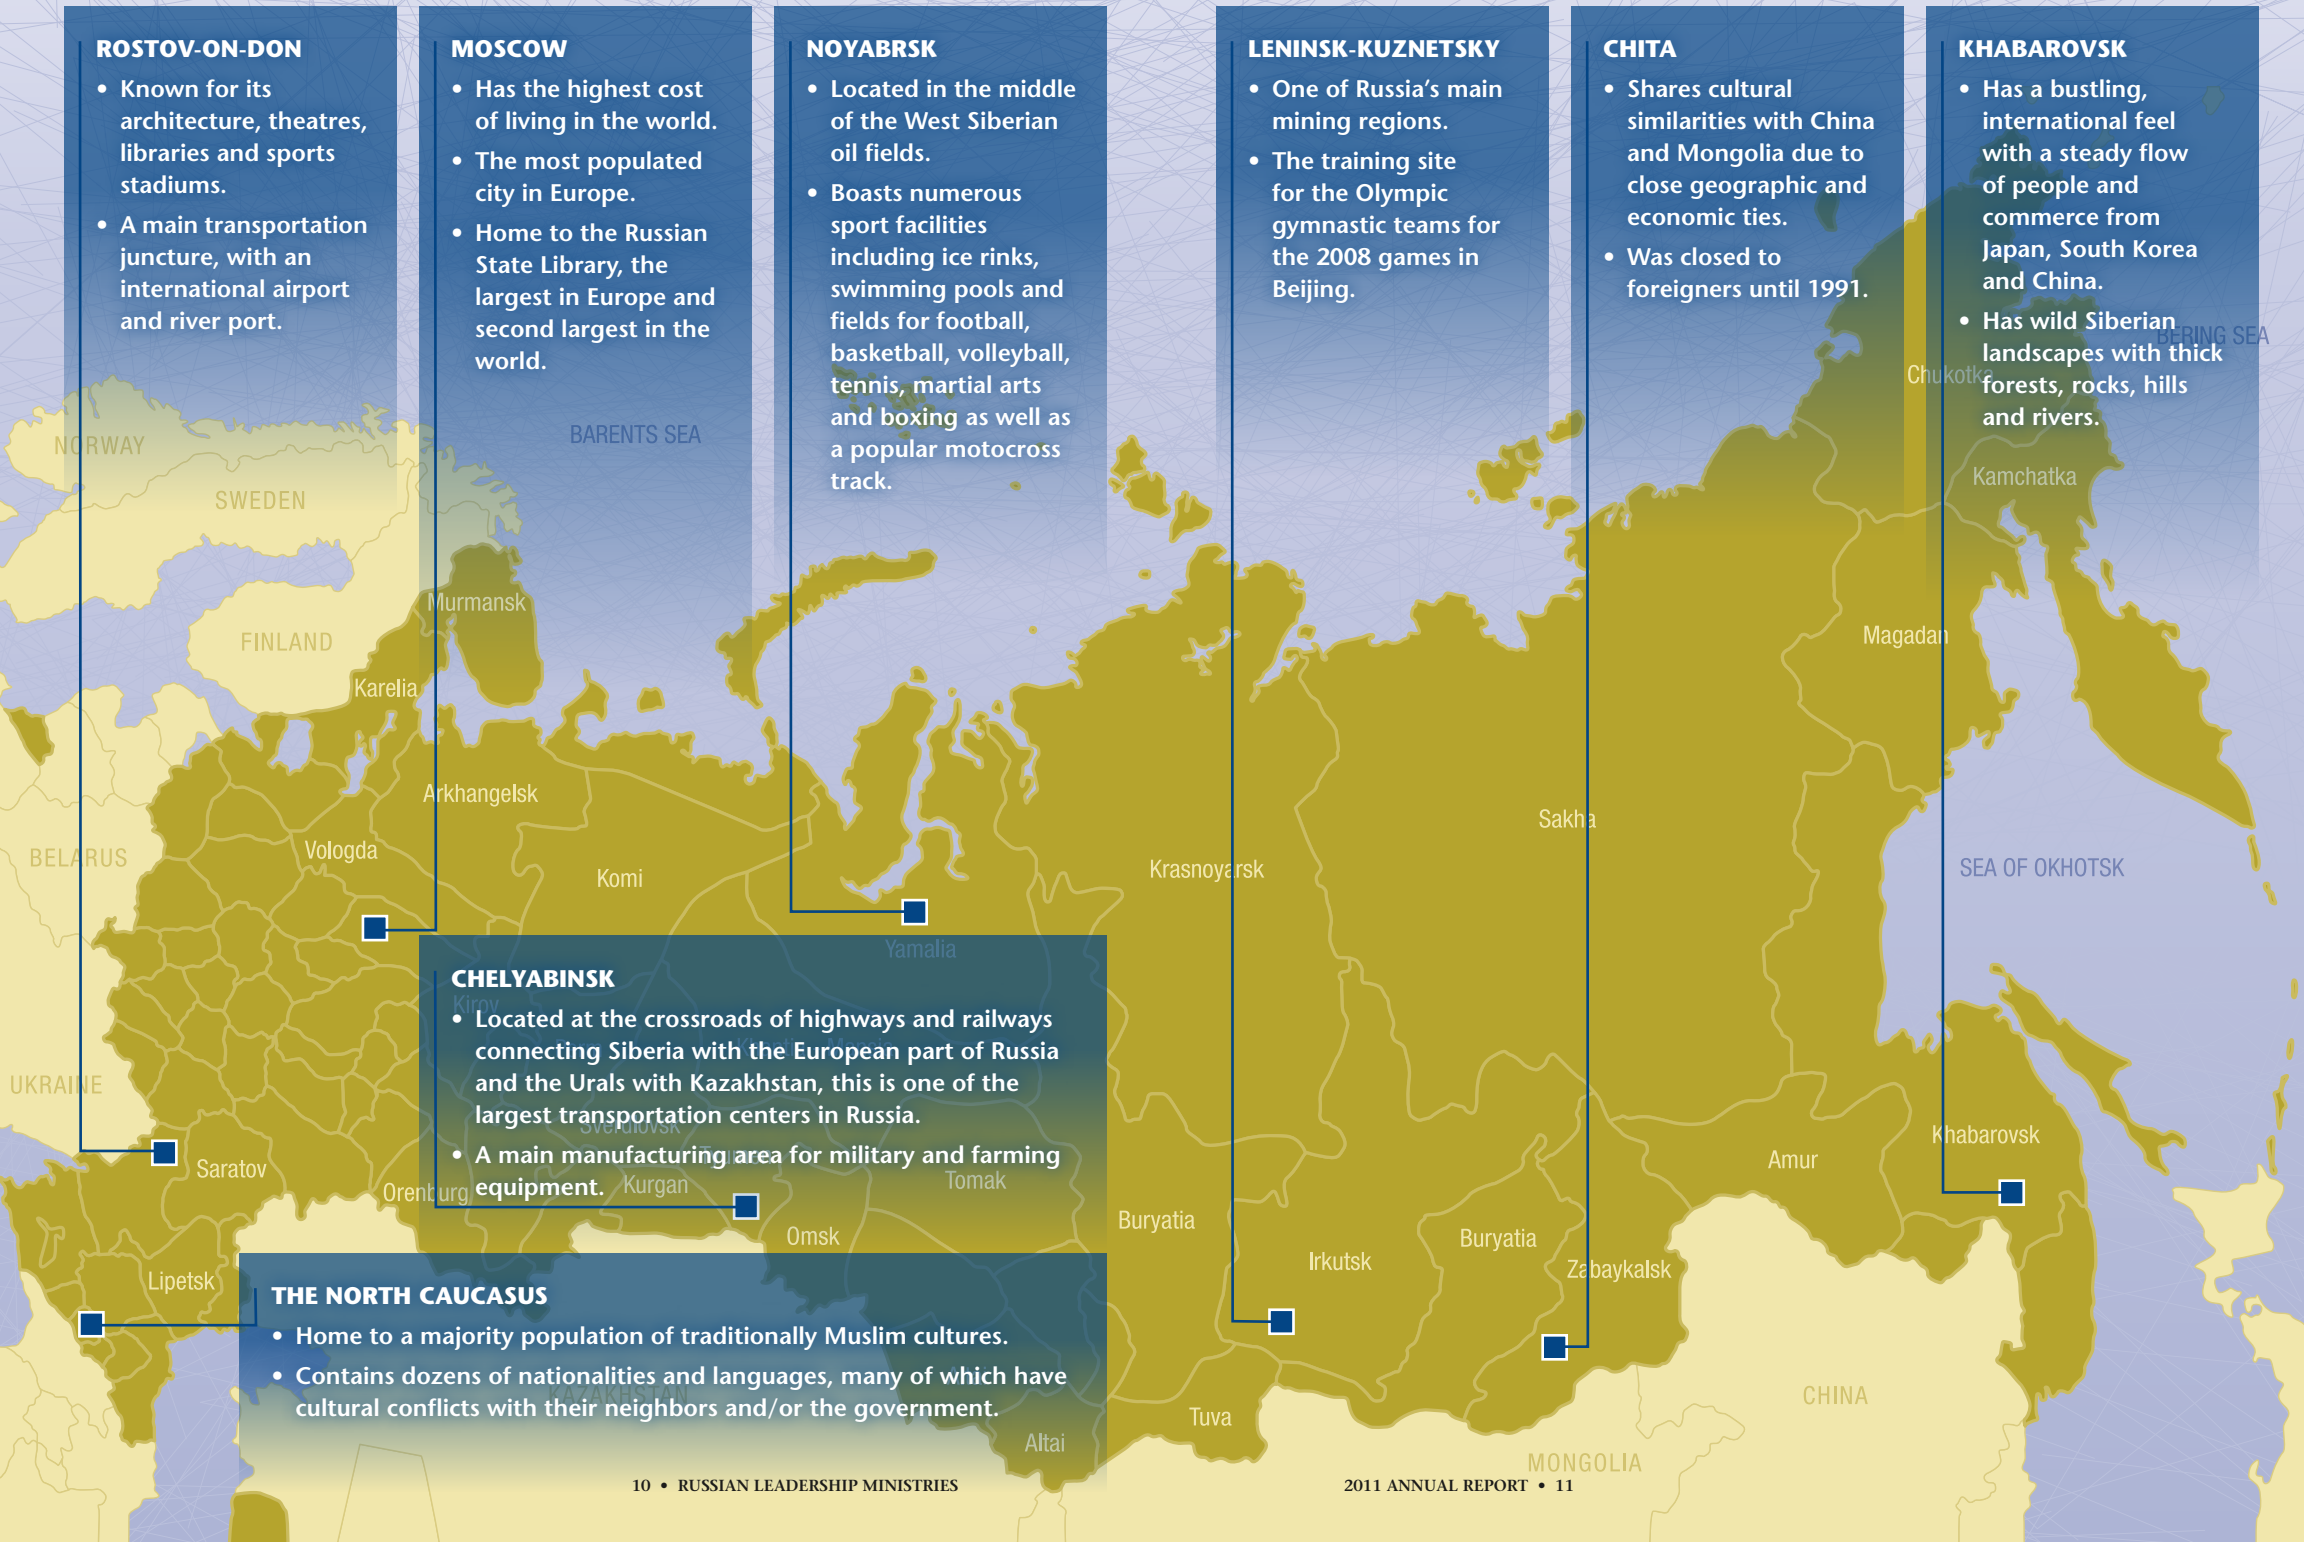 ROSTOV-ON-DON
• Known for its
architecture, theatres,
libraries and sports
stadiums.
• A main transportation
juncture, with an
international airport
and river port.
MOSCOW
• Has the highest cost
of living in the world.
• The most populated
city in Europe.
• Home to the Russian
State Library, the
largest in Europe and
second largest in the
world.
NOYABRSK
• Located in the middle
of the West Siberian
oil fields.
• Boasts numerous
sport facilities
including ice rinks,
swimming pools and
fields for football,
basketball, volleyball,
tennis, martial arts
and boxing as well as
a popular motocross
track.
LENINSK-KUZNETSKY
• One of Russia's main
mining regions.
• The training site
for the Olympic
gymnastic teams for
the 2008 games in
Beijing.
CHITA
• Shares cultural
similarities with China
and Mongolia due to
close geographic and
economic ties.
• Was closed to
foreigners until 1991.
KHABAROVSK
• Has a bustling,
international feel
with a steady flow
of people and
commerce from
Japan, South Korea
and China.
• Has wild Siberian
landscapes with thick
forests, rocks, hills
and rivers.
BERING SEA
Chukotka
BARENTS SEA
NORWAY
Kamchatka
SWEDEN
Murmansk
FINLAND
Magadan
Karelia
Arkhangelsk
Sakha
Vologda
BELARUS
Komi
Krasnoyarsk
SEA OF OKHOTSK
Yamalia
CHELYABINSK
Kirov
• Located at the crossroads of highways and railways
connecting Siberia with the European part of Russia
and the Urals with Kazakhstan, this is one of the
largest transportation centers in Russia.
• A main manufacturing area for military and farming
equipment.
UKRAINE
Sverdlovsk
Khabarovsk
Amur
Saratov
Orenburg
Kurgan
Tomak
Omsk
Buryatia
Irkutsk
Buryatia
Zabaykalsk
Lipetsk
THE NORTH CAUCASUS
• Home to a majority population of traditionally Muslim cultures.
• Contains dozens of nationalities and languages, many of which have
cultural conflicts with their neighbors and/or the government.
KAZAKHSTAN
CHINA
Tuva
Altai
MONGOLIA
10 • RUSSIAN LEADERSHIP MINISTRIES
2011 ANNUAL REPORT • 11